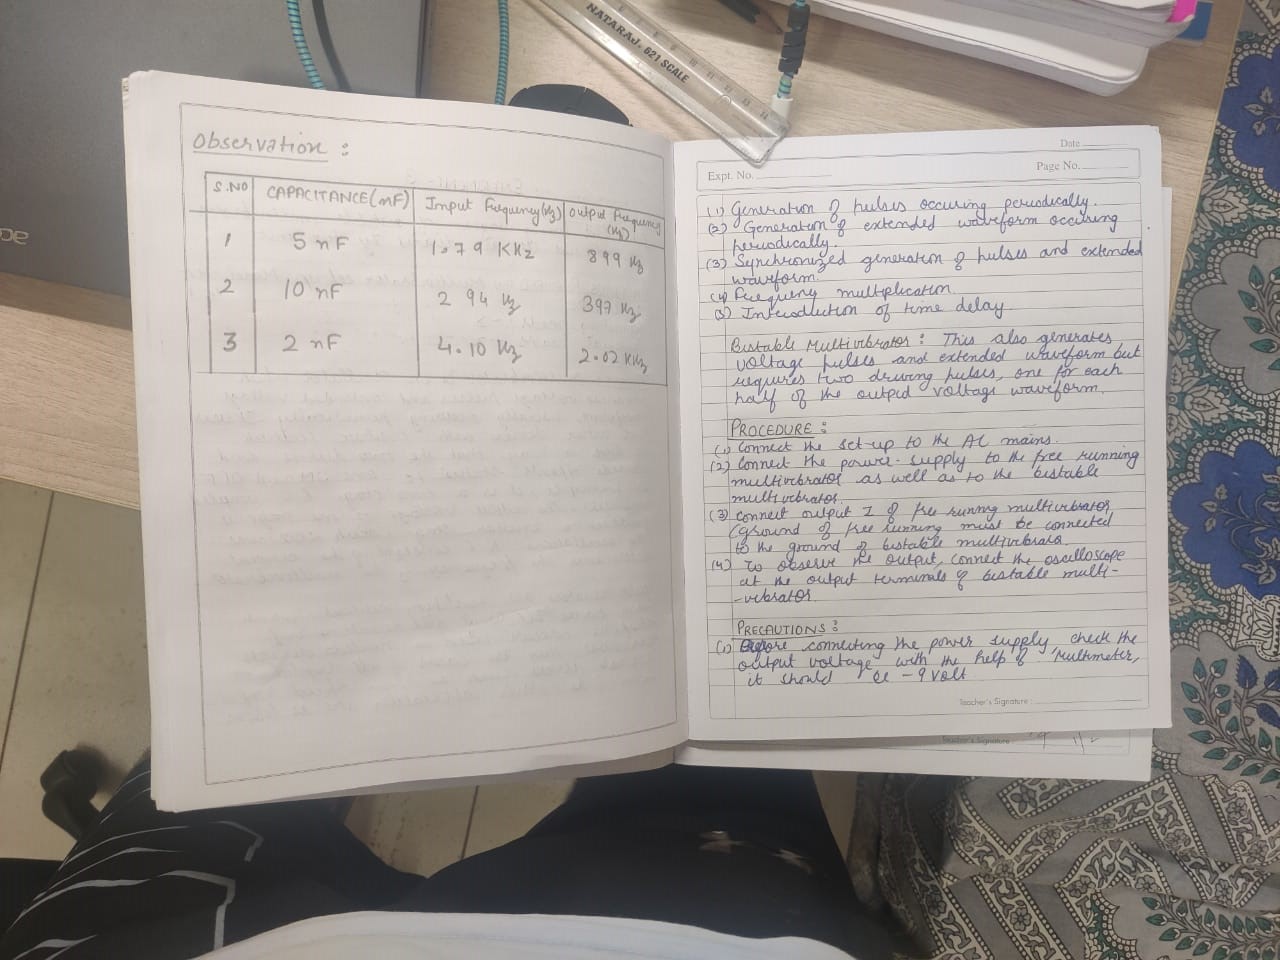 NATARAJ. 621 SCALE
Observation :
S.NO CAPACITANCE(nF) Input Frequency(Hz) Output Frequency (Hz)
1 5 nF 1.79 KHz 899 Hz
2 10 nF 2 94 Hz 397 Hz
3 2 nF 4.10 Hz 2.02 KHz
Date
Expt. No. Page No.
(1) Generation of pulses occuring periodically.
(2) Generation of extended waveform occuring
periodically.
(3) Synchronized generation of pulses and extended
waveform.
(4) Frequency multiplication.
(5) Introduction of time delay
Bistable Multivibrator : This also generates
voltage pulses and extended waveform but
requires two driving pulses, one for each
half of the output voltage waveform.
PROCEDURE :
(1) Connect the set-up to the AC mains.
(2) Connect the power-supply to the free running
multivibrator as well as to the bistable
multivibrator.
(3) Connect output I of free runnig multivibrator
(ground of free running must be connected
to the ground of bistable multivibrator.
(4) To observe the output, connect the oscilloscope
at the output terminals of bistable multi-
-vibrator.
PRECAUTIONS :
(1) Before connecting the power supply check the
output voltage with the help of multimeter,
it should be -9 volt
Teacher's Signature :
Teacher's Signature